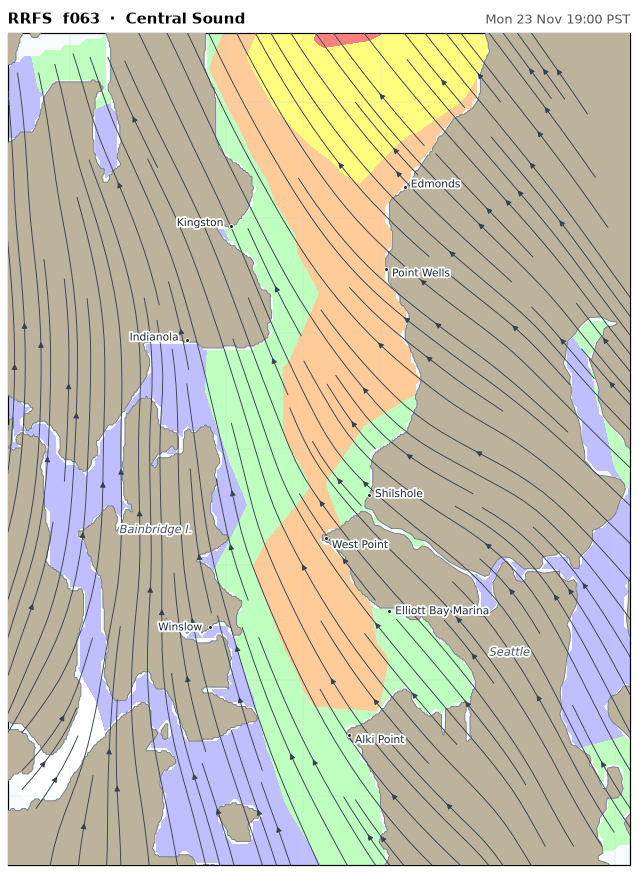 RRFS f063 · Central Sound
Mon 23 Nov 19:00 PST
Edmonds
Kingston
Point Wells
Indianola
Shilshole
Bainbridge I.
West Point
Elliott Bay Marina
Winslow
Seattle
Alki Point